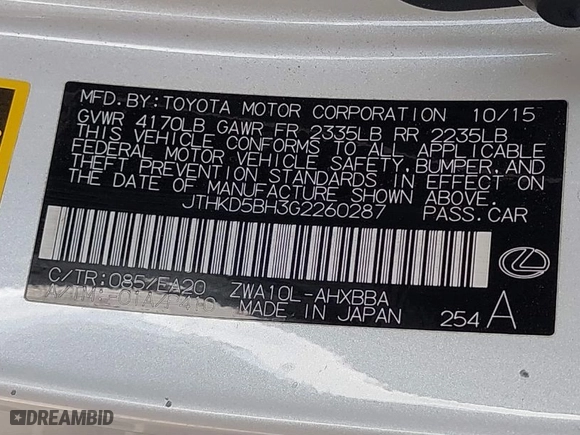 MFD. BY: TOYOTA MOTOR CORPORATION 10/15
GVWR 4170LB GAWR FR 2335LB RR 2235LB
THIS VEHICLE CONFORMS TO ALL APPLICABLE
FEDERAL MOTOR VEHICLE SAFETY, BUMPER, AND
THEFT PREVENTION STANDARDS IN EFFECT ON
THE DATE OF MANUFACTURE SHOWN ABOVE.
JTHKD5BH3G2260287 PASS.CAR
C/TR:085/EA20 ZWA10L-AHXBBA
MADE IN JAPAN 254 A
DREAMBID